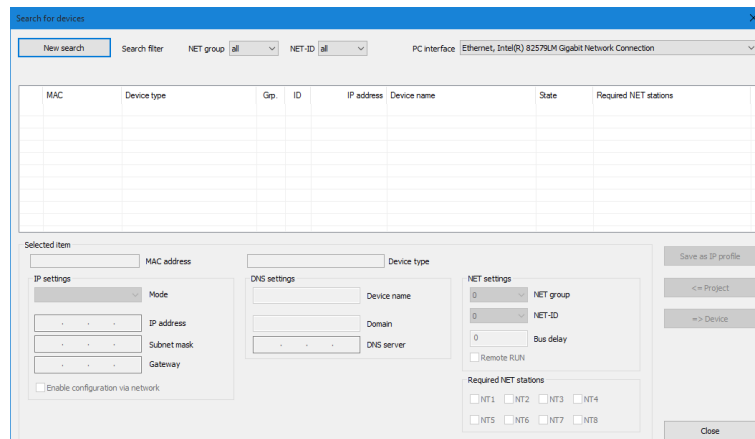 Search for devices
New search Search filter NET group all NET-ID all PC interface Ethernet, Intel(R) 82579LM Gigabit Network Connection
MAC Device type Grp. ID IP address Device name State Required NET stations
Selected item
MAC address Device type Save as IP profile
IP settings DNS settings NET settings
Mode Device name 0 NET group <= Project
IP address Domain 0 NET-ID => Device
Subnet mask DNS server 0 Bus delay
Gateway Remote RUN
Enable configuration via network Required NET stations
NT1 NT2 NT3 NT4
NT5 NT6 NT7 NT8
Close